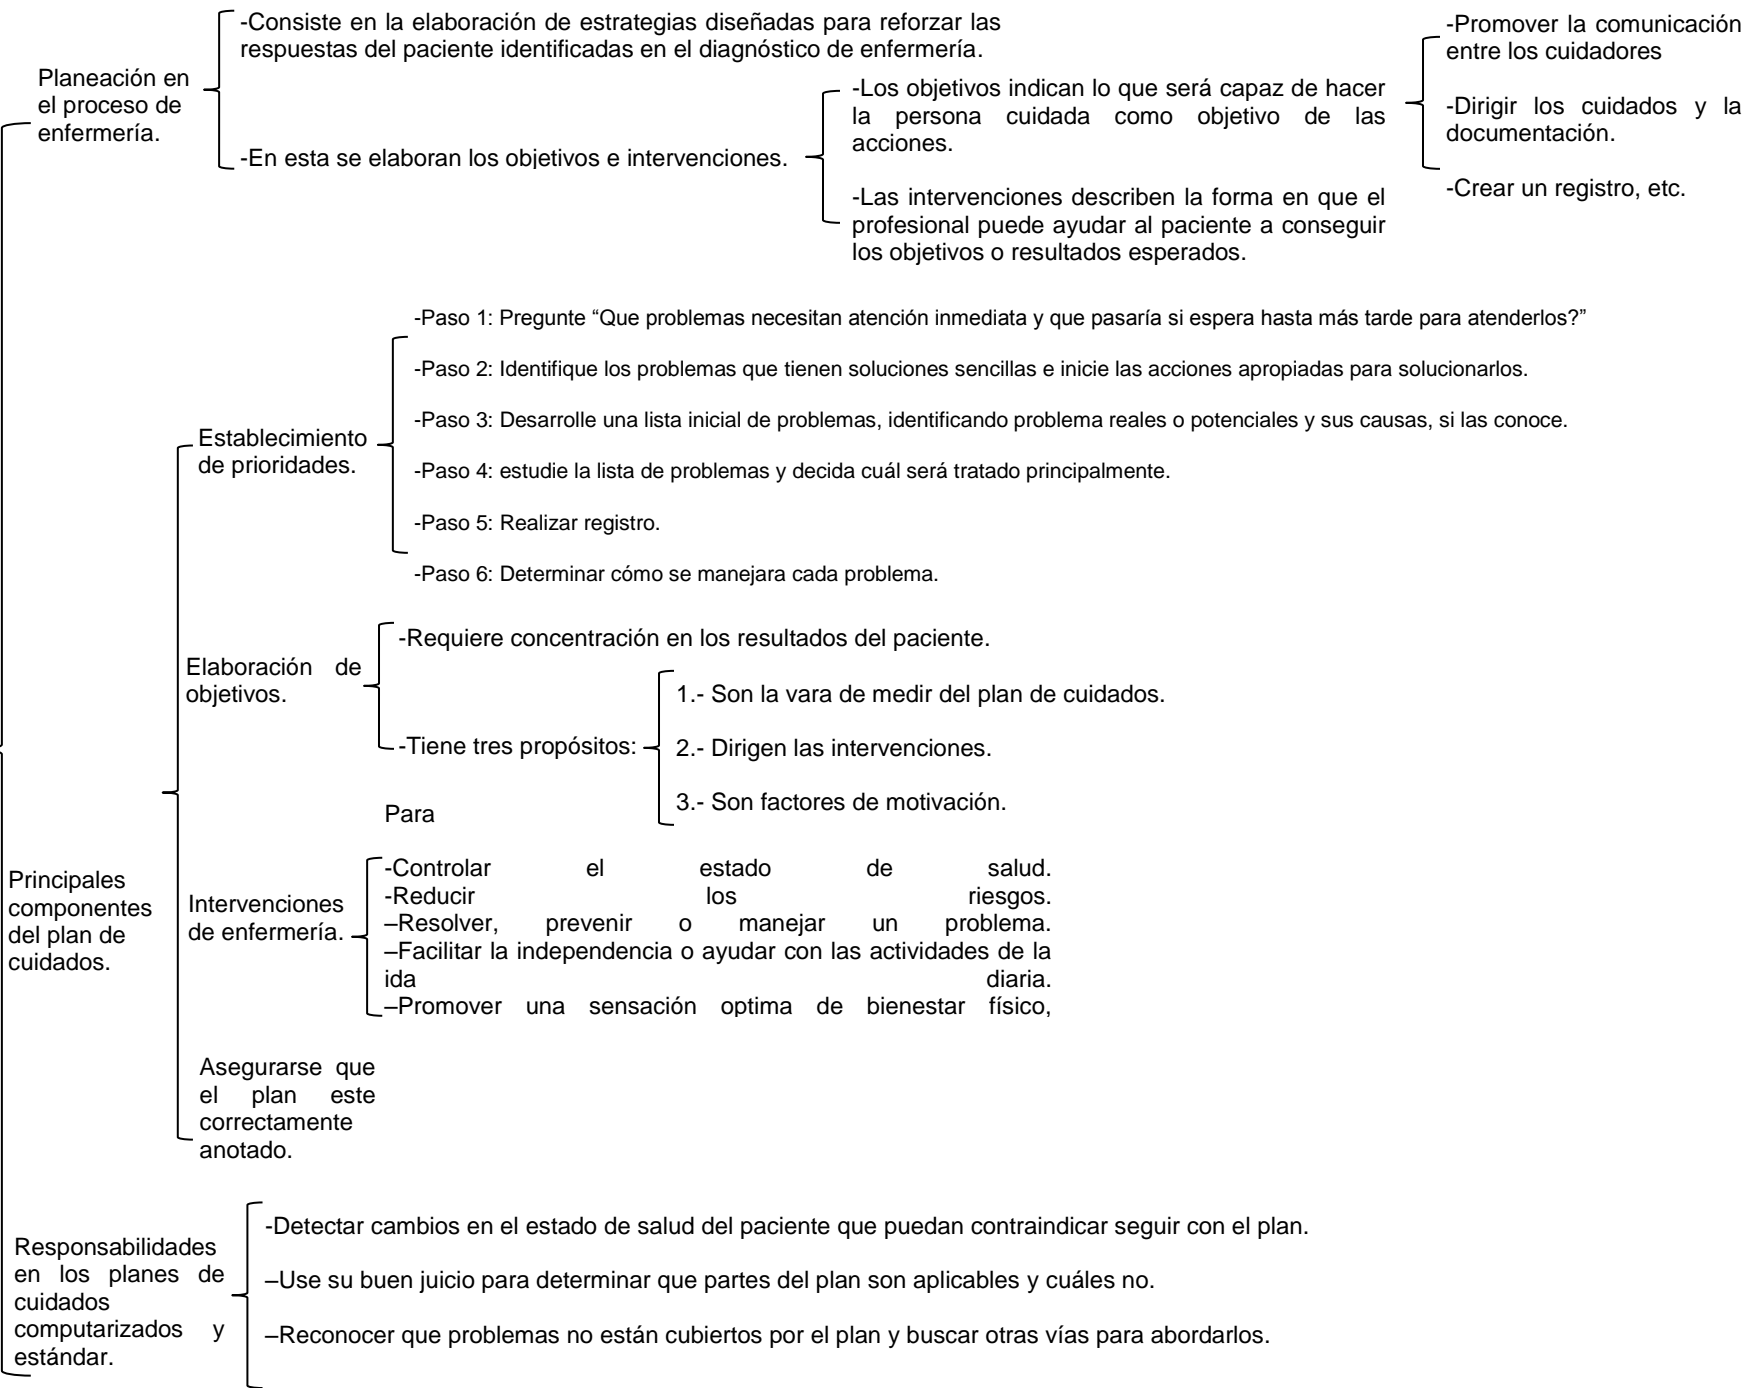 Planeación en
el proceso de
enfermería.
-Consiste en la elaboración de estrategias diseñadas para reforzar las
respuestas del paciente identificadas en el diagnóstico de enfermería.
-En esta se elaboran los objetivos e intervenciones.
-Los objetivos indican lo que será capaz de hacer
la persona cuidada como objetivo de las
acciones.
-Las intervenciones describen la forma en que el
profesional puede ayudar al paciente a conseguir
los objetivos o resultados esperados.
-Promover la comunicación
entre los cuidadores
-Dirigir los cuidados y la
documentación.
-Crear un registro, etc.
Principales
componentes
del plan de
cuidados.
Establecimiento
de prioridades.
-Paso 1: Pregunte “Que problemas necesitan atención inmediata y que pasaría si espera hasta más tarde para atenderlos?”
-Paso 2: Identifique los problemas que tienen soluciones sencillas e inicie las acciones apropiadas para solucionarlos.
-Paso 3: Desarrolle una lista inicial de problemas, identificando problema reales o potenciales y sus causas, si las conoce.
-Paso 4: estudie la lista de problemas y decida cuál será tratado principalmente.
-Paso 5: Realizar registro.
-Paso 6: Determinar cómo se manejara cada problema.
Elaboración de
objetivos.
-Requiere concentración en los resultados del paciente.
-Tiene tres propósitos:
1.- Son la vara de medir del plan de cuidados.
2.- Dirigen las intervenciones.
3.- Son factores de motivación.
Intervenciones
de enfermería.
Para
-Controlar el estado de salud.
-Reducir los riesgos.
–Resolver, prevenir o manejar un problema.
–Facilitar la independencia o ayudar con las actividades de la
ida diaria.
–Promover una sensación optima de bienestar físico,
Asegurarse que
el plan este
correctamente
anotado.
Responsabilidades
en los planes de
cuidados
computarizados y
estándar.
-Detectar cambios en el estado de salud del paciente que puedan contraindicar seguir con el plan.
–Use su buen juicio para determinar que partes del plan son aplicables y cuáles no.
–Reconocer que problemas no están cubiertos por el plan y buscar otras vías para abordarlos.